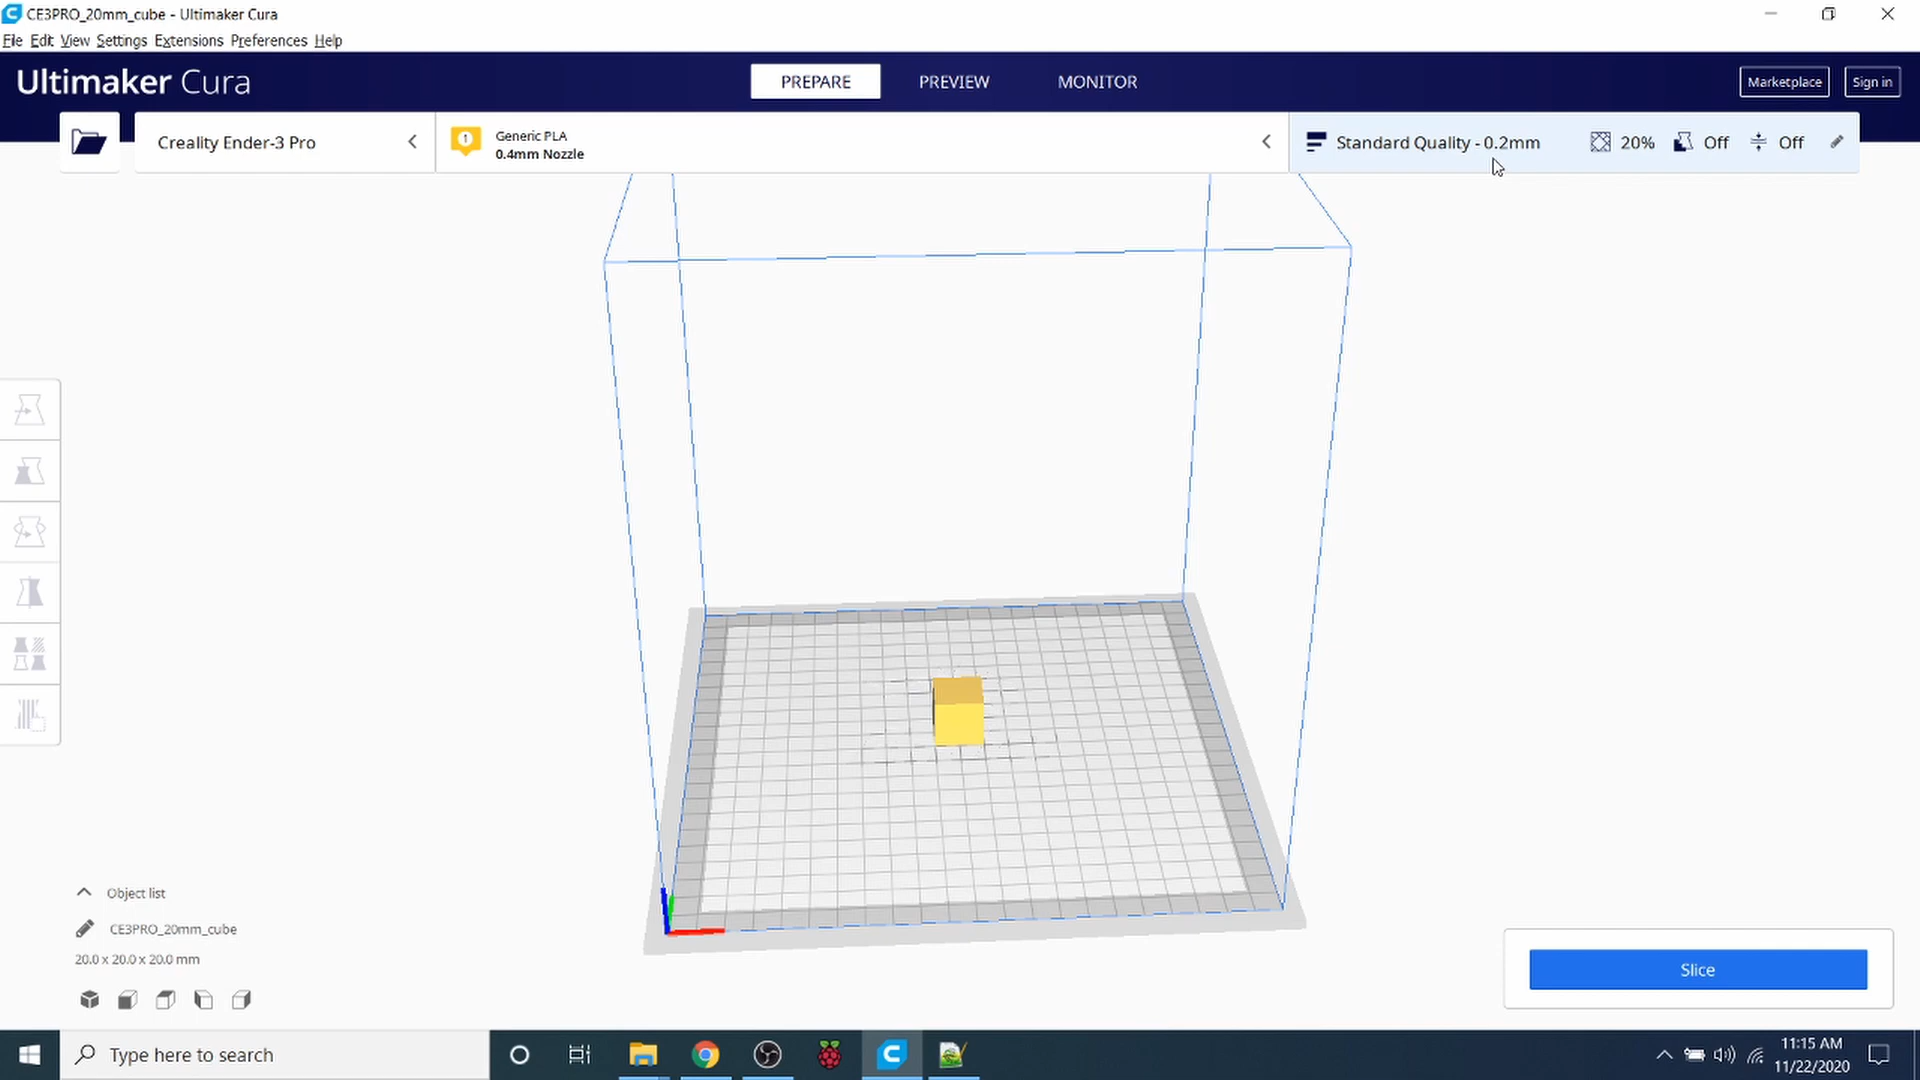 CE3PRO_20mm_cube - Ultimaker Cura
File Edit View Settings Extensions Preferences Help
Ultimaker Cura
PREPARE
PREVIEW
MONITOR
Marketplace
Sign in
Creality Ender-3 Pro
1
Generic PLA
0.4mm Nozzle
Standard Quality - 0.2mm
20%
Off
Off
Object list
CE3PRO_20mm_cube
20.0 x 20.0 x 20.0 mm
Slice
Type here to search
11:15 AM
11/22/2020